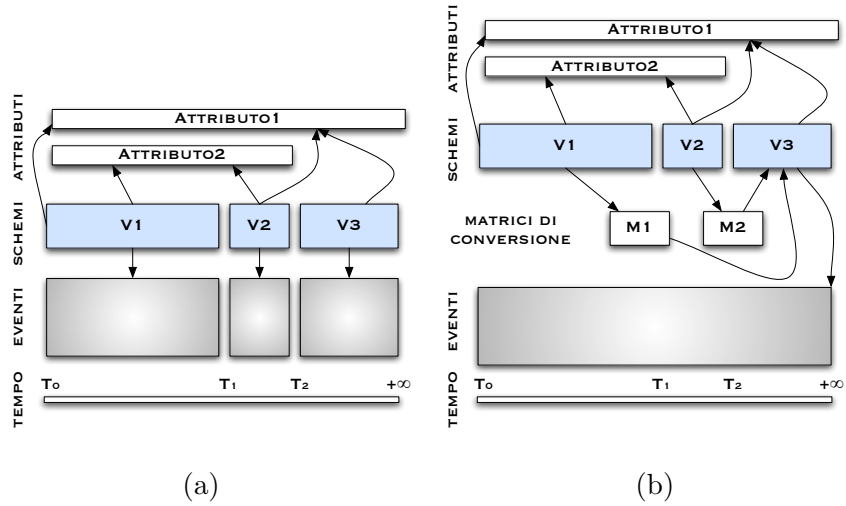 ATTRIBUTI
ATTRIBUTO1
ATTRIBUTO2
SCHEMI
V1
V2
V3
EVENTI
TEMPO
T0
T1
T2
+∞
(a)
ATTRIBUTI
ATTRIBUTO1
ATTRIBUTO2
SCHEMI
V1
V2
V3
MATRICI DI
CONVERSIONE
M1
M2
EVENTI
TEMPO
T0
T1
T2
+∞
(b)